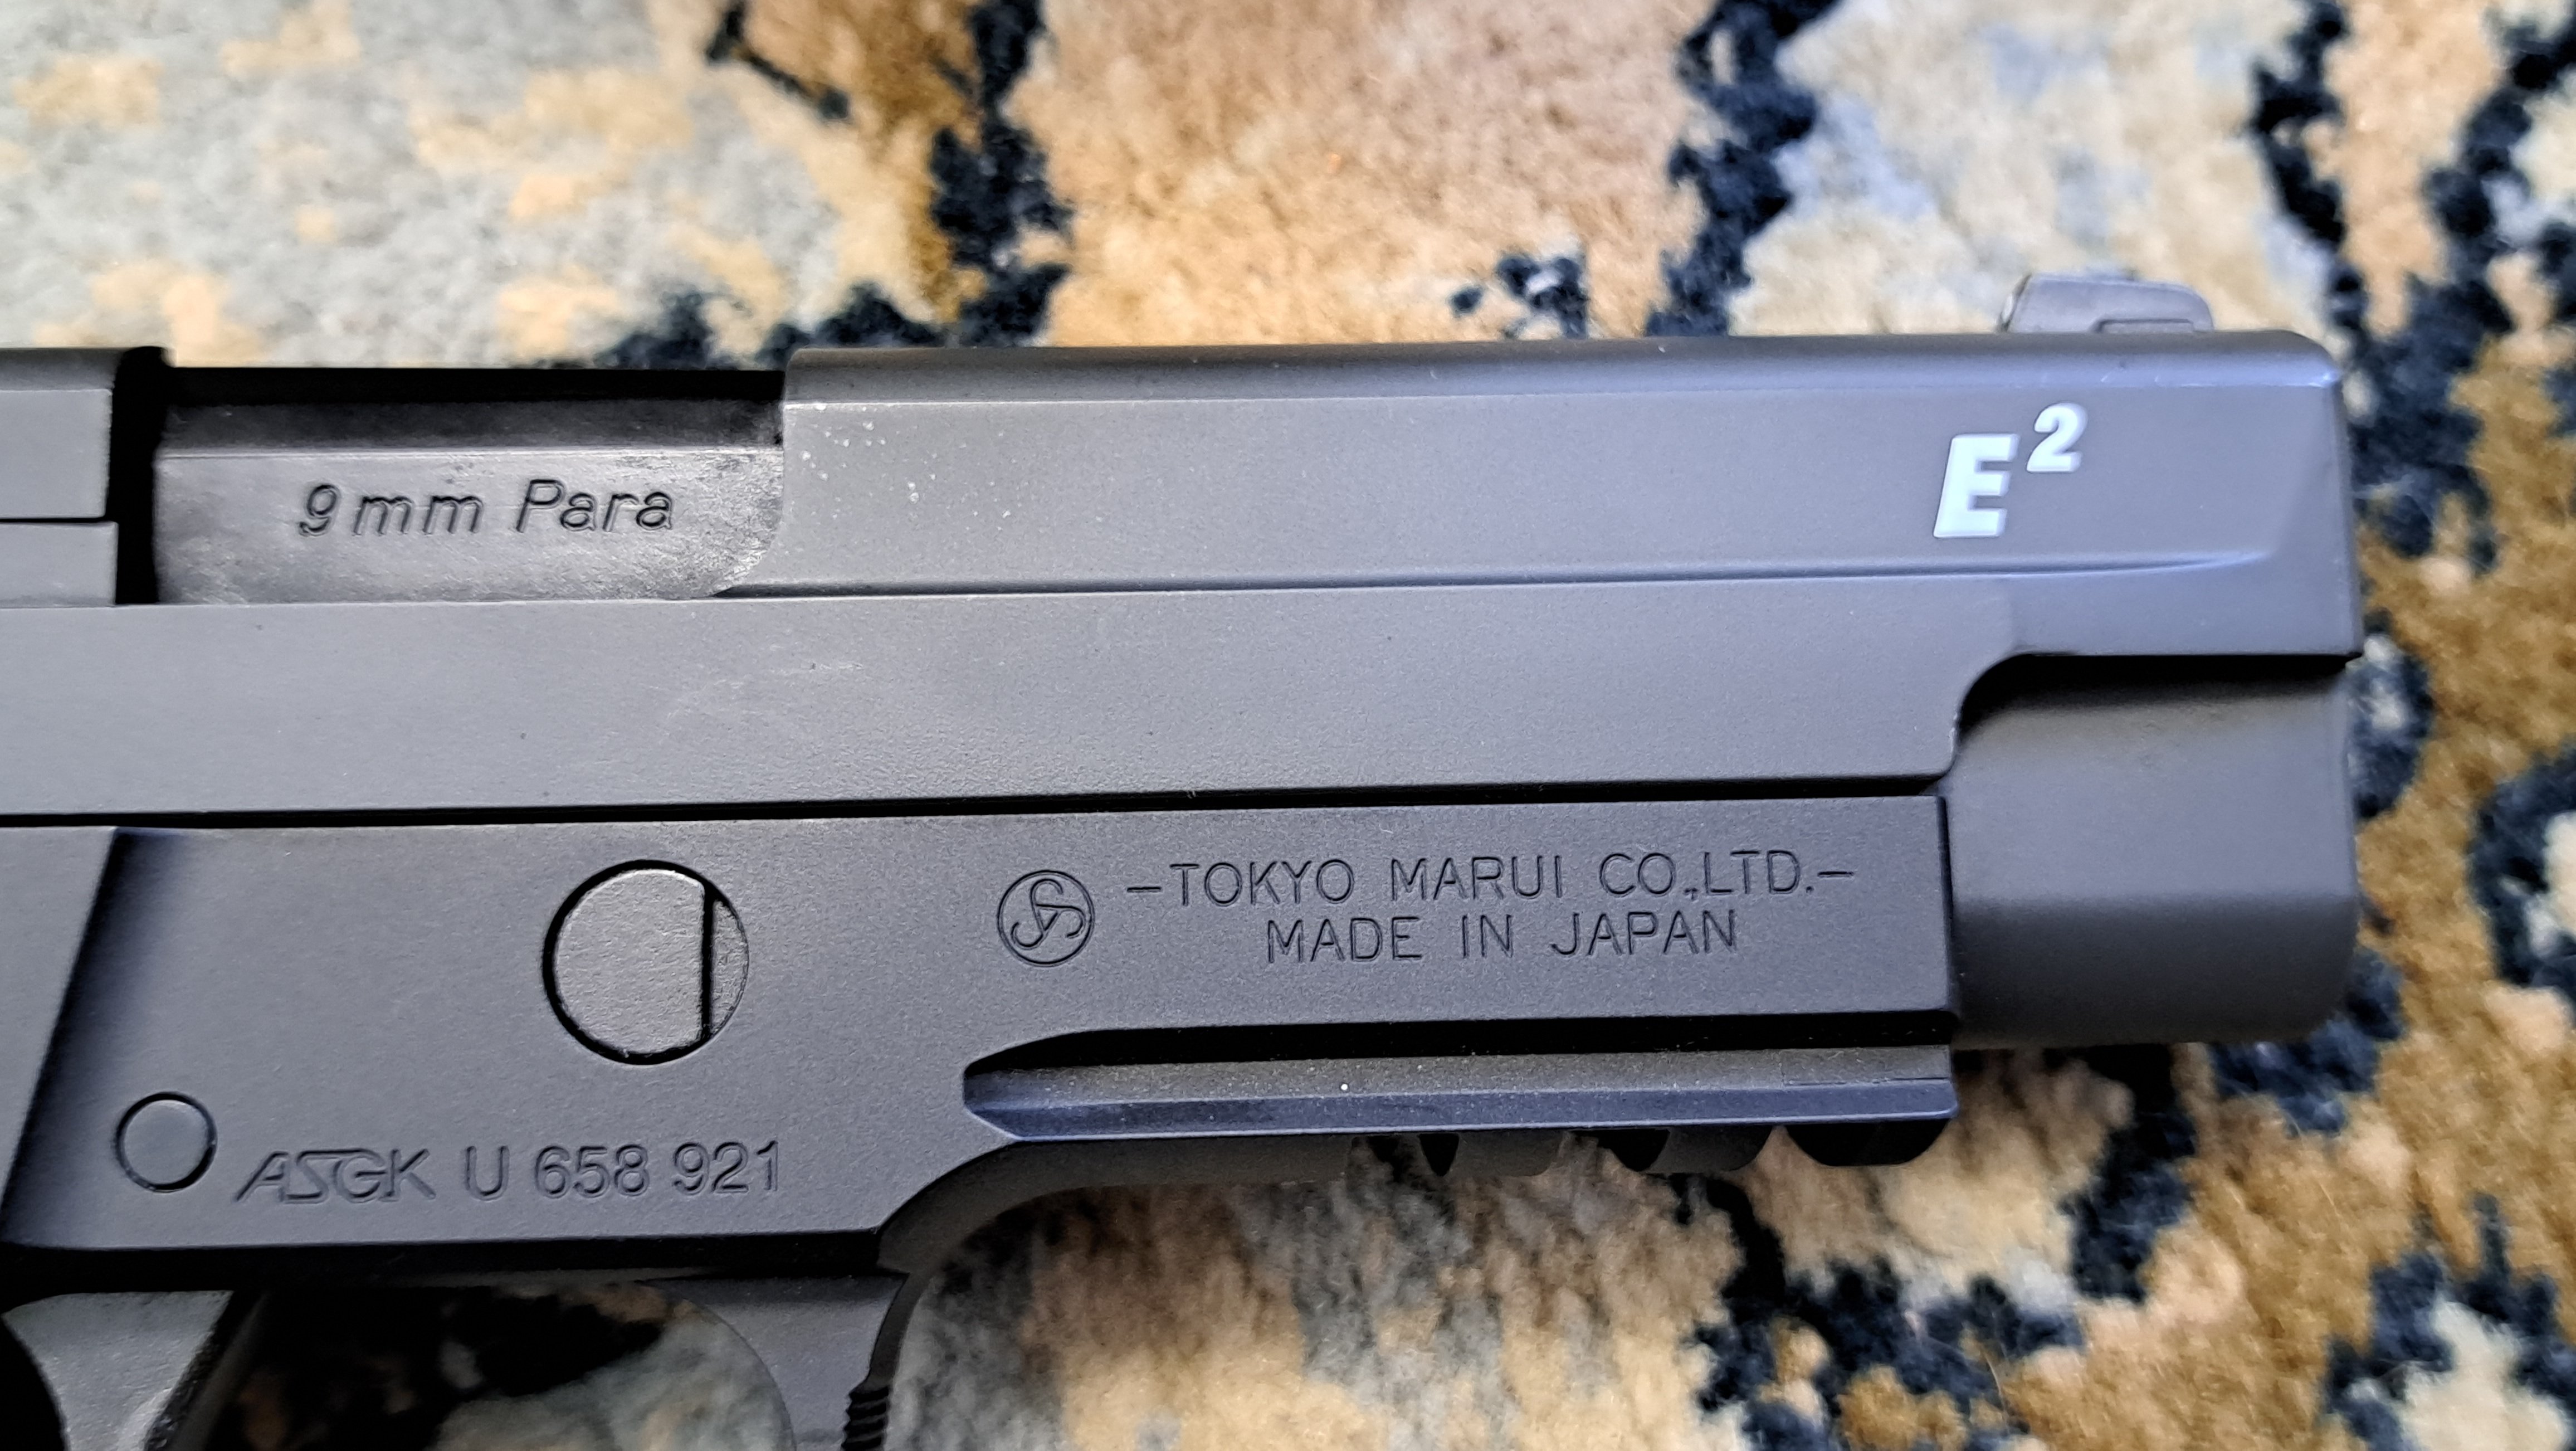 E²
9mm Para
-TOKYO MARUI CO.,LTD.-
MADE IN JAPAN
ASGK U 658 921